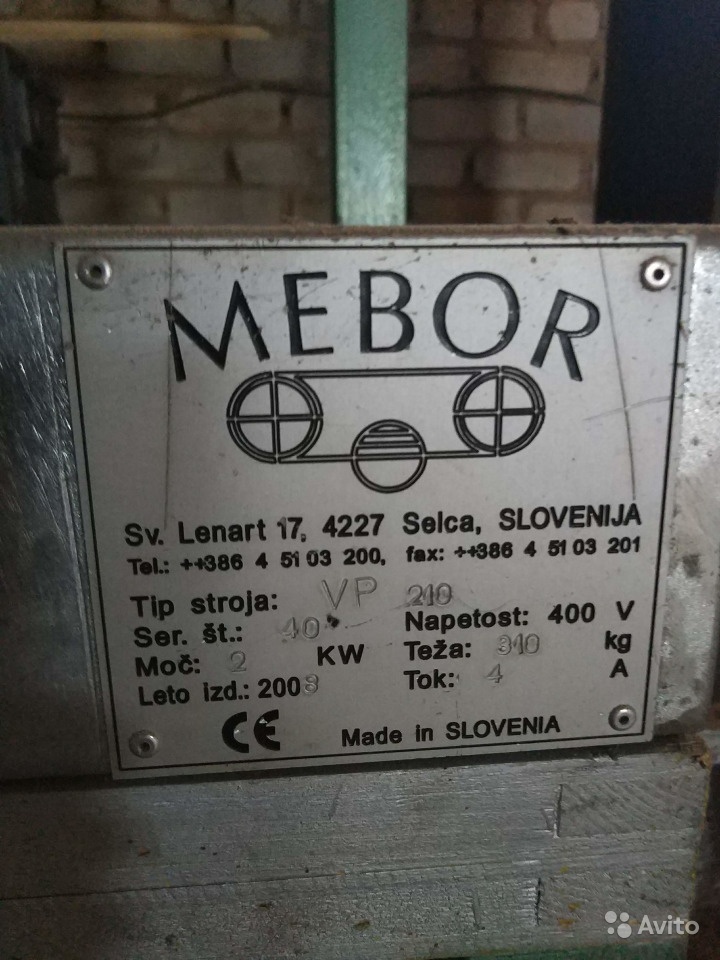 MEBOR
Sv. Lenart 17, 4227 Selca, SLOVENIJA
Tel.: ++386 4 51 03 200, fax: ++386 4 51 03 201
Tip stroja: VP 210
Ser. št.: 40 Napetost: 400 V
Moč: 2 KW Teža: 310 kg
Leto izd.: 2008 Tok: 4 A
CE Made in SLOVENIA
Avito